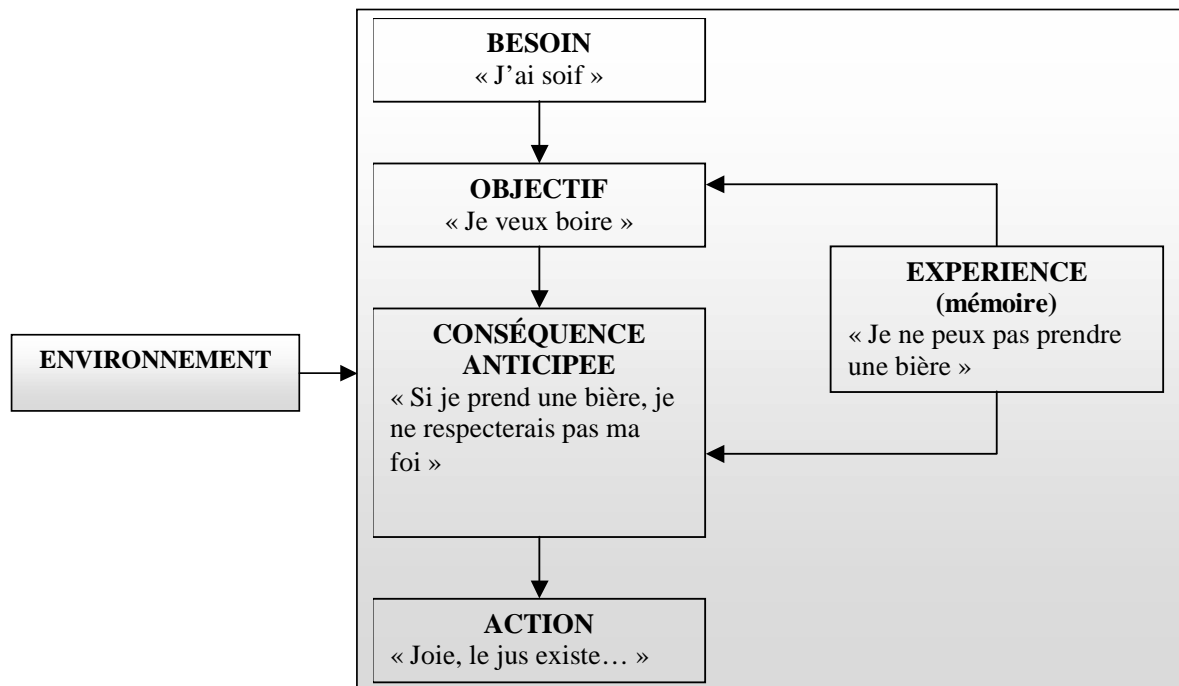 BESOIN
« J’ai soif »
OBJECTIF
« Je veux boire »
EXPERIENCE
(mémoire)
« Je ne peux pas prendre
une bière »
ENVIRONNEMENT
CONSÉQUENCE
ANTICIPEE
« Si je prend une bière, je
ne respecterais pas ma
foi »
ACTION
« Joie, le jus existe… »